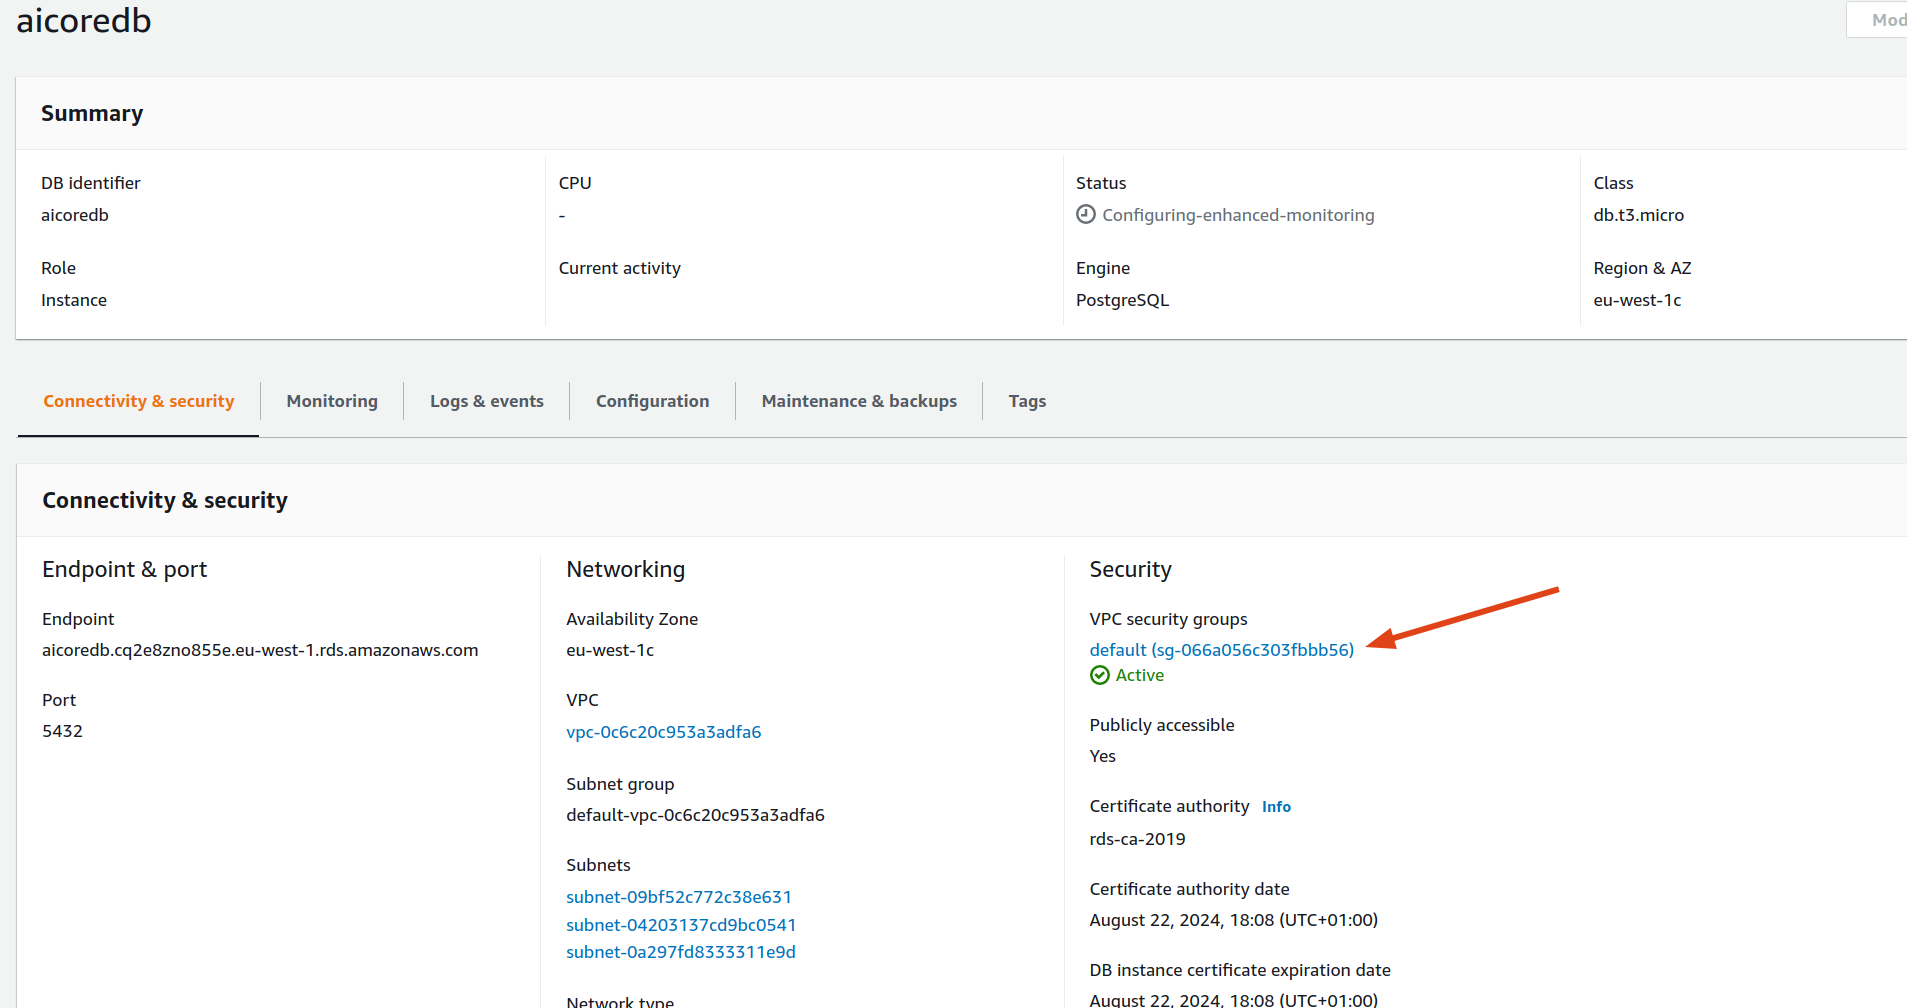 aicoredb
Mod
Summary
DB identifier
aicoredb
CPU
-
Status
Configuring-enhanced-monitoring
Class
db.t3.micro
Role
Instance
Current activity
Engine
PostgreSQL
Region & AZ
eu-west-1c
Connectivity & security
Monitoring
Logs & events
Configuration
Maintenance & backups
Tags
Connectivity & security
Endpoint & port
Endpoint
aicoredb.cq2e8zno855e.eu-west-1.rds.amazonaws.com
Port
5432
Networking
Availability Zone
eu-west-1c
VPC
vpc-0c6c20c953a3adfa6
Subnet group
default-vpc-0c6c20c953a3adfa6
Subnets
subnet-09bf52c772c38e631
subnet-04203137cd9bc0541
subnet-0a297fd8333311e9d
Network type
Security
VPC security groups
default (sg-066a056c303fbbb56)
Active
Publicly accessible
Yes
Certificate authority Info
rds-ca-2019
Certificate authority date
August 22, 2024, 18:08 (UTC+01:00)
DB instance certificate expiration date
August 22, 2024, 18:08 (UTC+01:00)